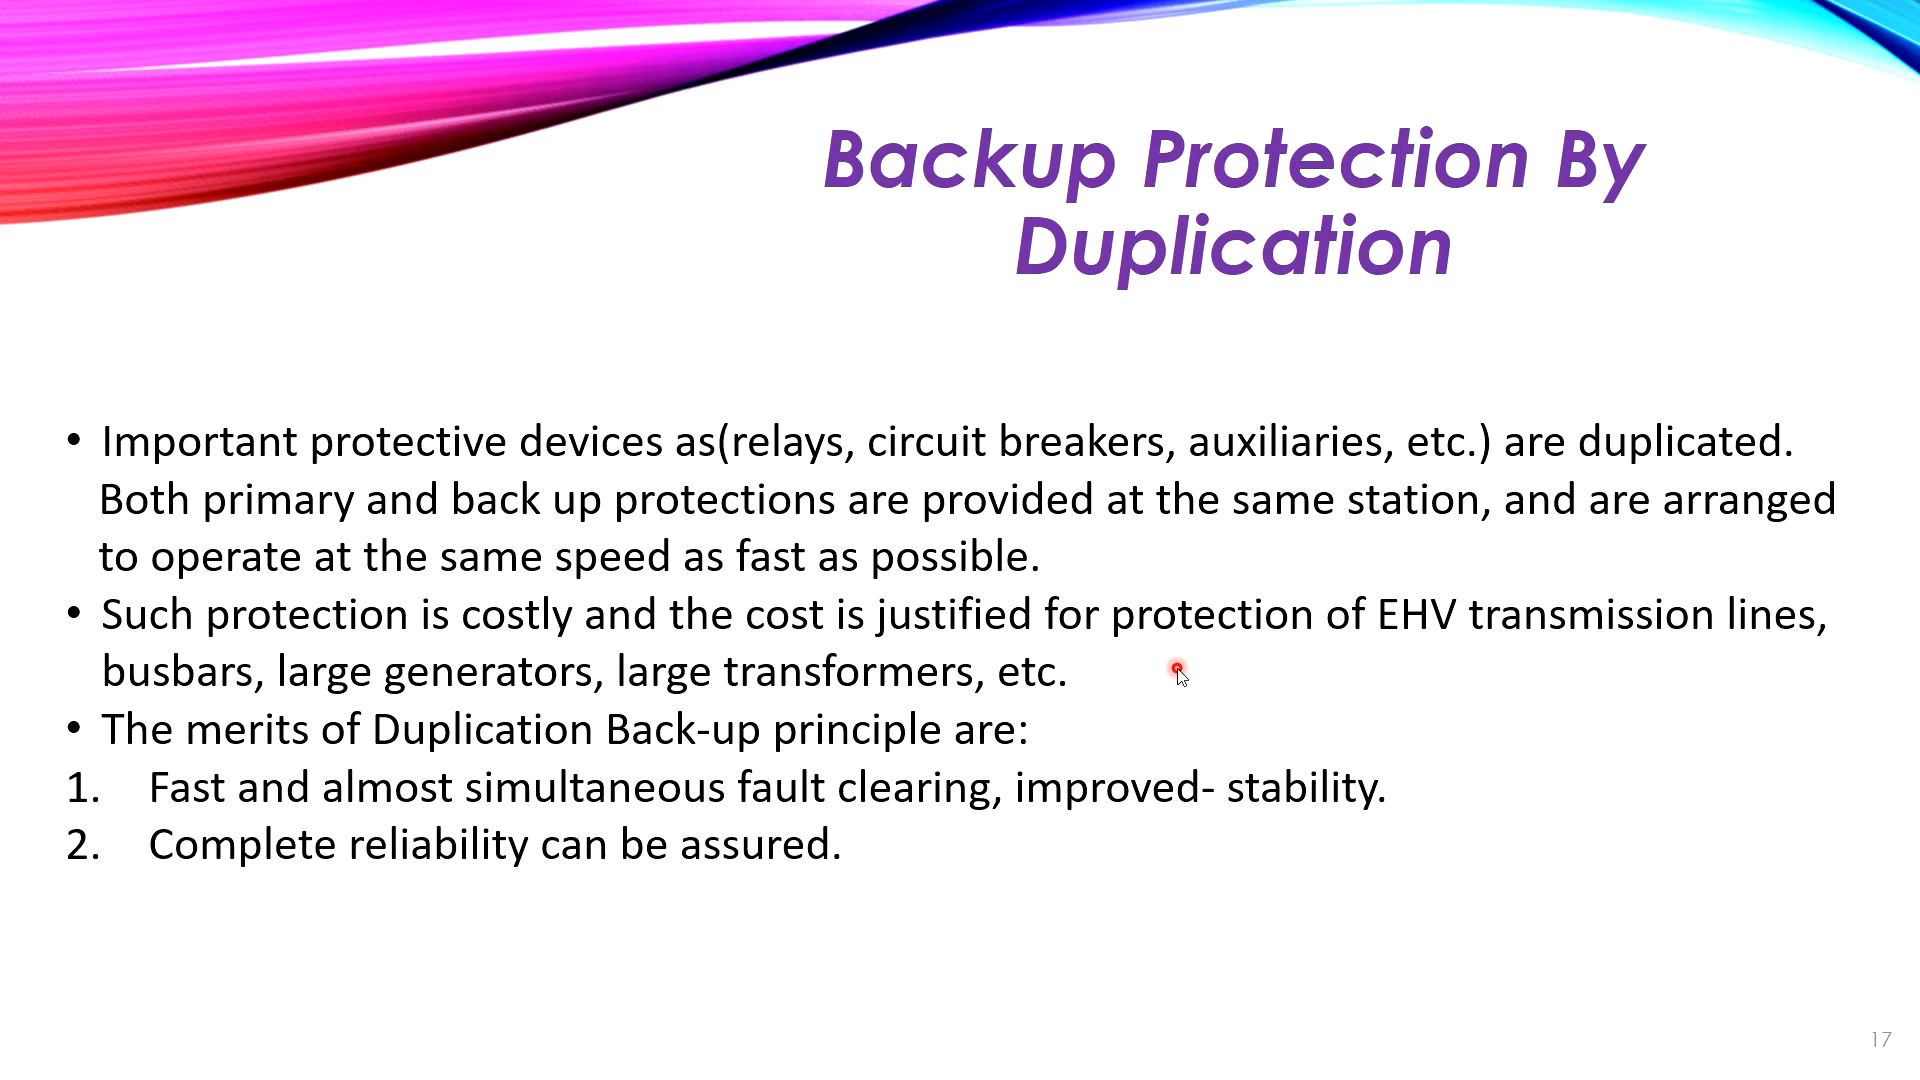 Backup Protection By
Duplication
• Important protective devices as(relays, circuit breakers, auxiliaries, etc.) are duplicated.
Both primary and back up protections are provided at the same station, and are arranged
to operate at the same speed as fast as possible.
• Such protection is costly and the cost is justified for protection of EHV transmission lines,
busbars, large generators, large transformers, etc.
• The merits of Duplication Back-up principle are:
1. Fast and almost simultaneous fault clearing, improved- stability.
2. Complete reliability can be assured.
17